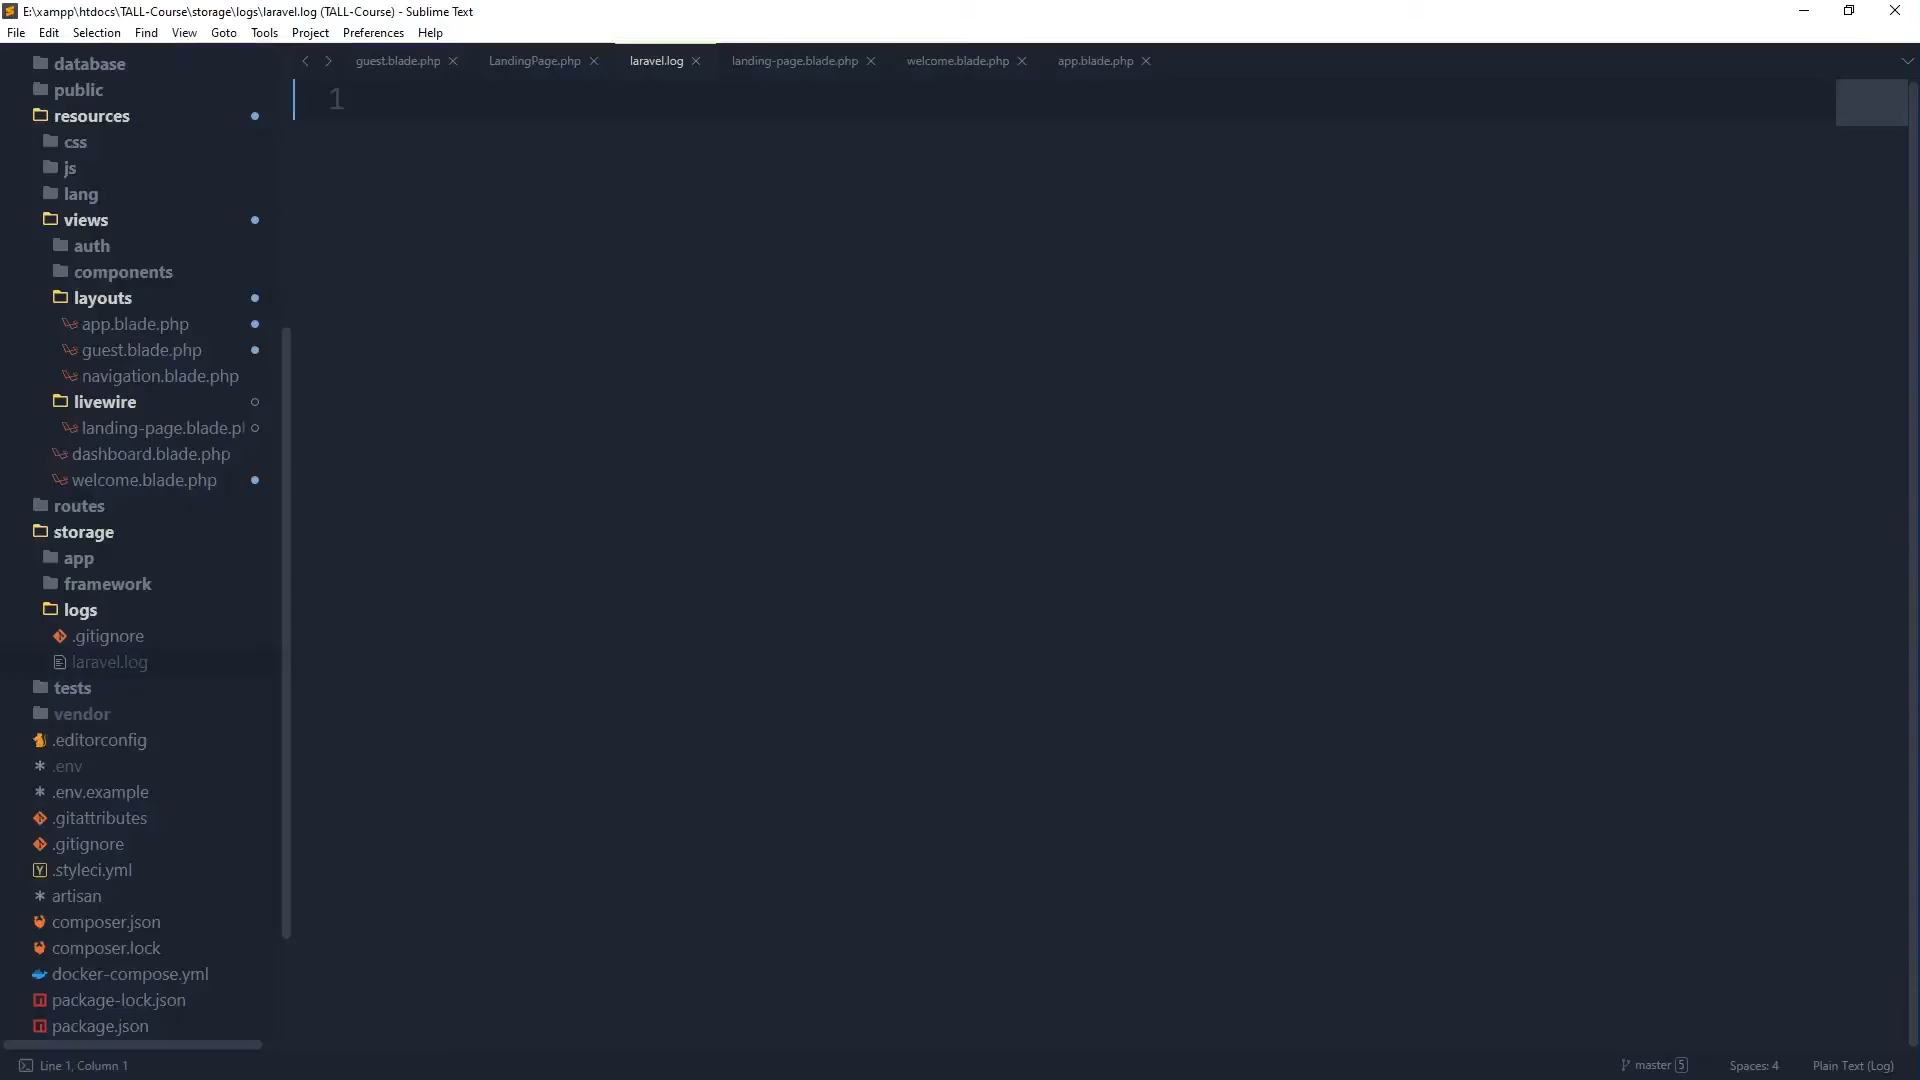 E:\xampp\htdocs\TALL-Course\storage\logs\laravel.log (TALL-Course) - Sublime Text
File Edit Selection Find View Goto Tools Project Preferences Help
guest.blade.php LandingPage.php laravel.log landing-page.blade.php welcome.blade.php app.blade.php
1
database
public
resources
css
js
lang
views
auth
components
layouts
app.blade.php
guest.blade.php
navigation.blade.php
livewire
landing-page.blade.pl
dashboard.blade.php
welcome.blade.php
routes
storage
app
framework
logs
.gitignore
laravel.log
tests
vendor
.editorconfig
.env
.env.example
.gitattributes
.gitignore
.styleci.yml
artisan
composer.json
composer.lock
docker-compose.yml
package-lock.json
package.json
Line 1, Column 1 master 5 Spaces: 4 Plain Text (Log)